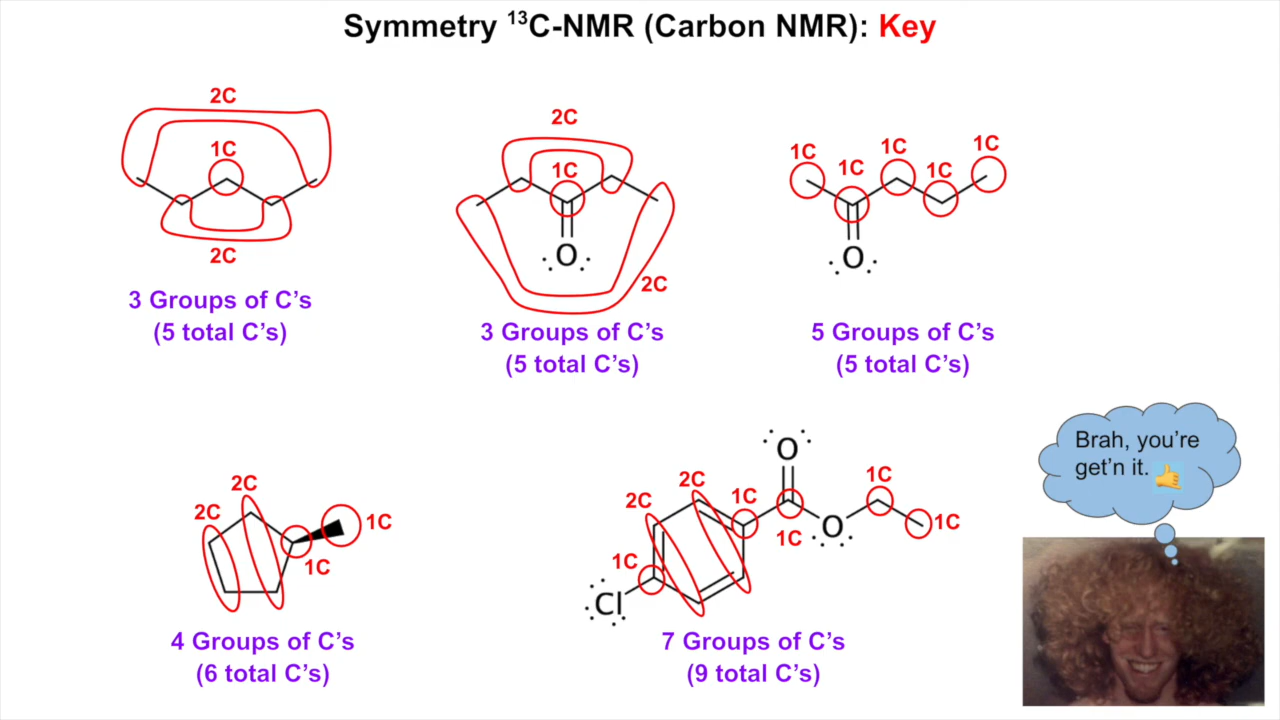 Symmetry ¹³C-NMR (Carbon NMR): Key
2C
1C
2C
3 Groups of C’s
(5 total C’s)
2C
1C
O
2C
3 Groups of C’s
(5 total C’s)
1C
1C
1C
1C
1C
O
5 Groups of C’s
(5 total C’s)
2C
2C
1C
1C
4 Groups of C’s
(6 total C’s)
O
2C
2C
1C
1C
1C
1C
O
1C
Cl
7 Groups of C’s
(9 total C’s)
Brah, you’re
get’n it.